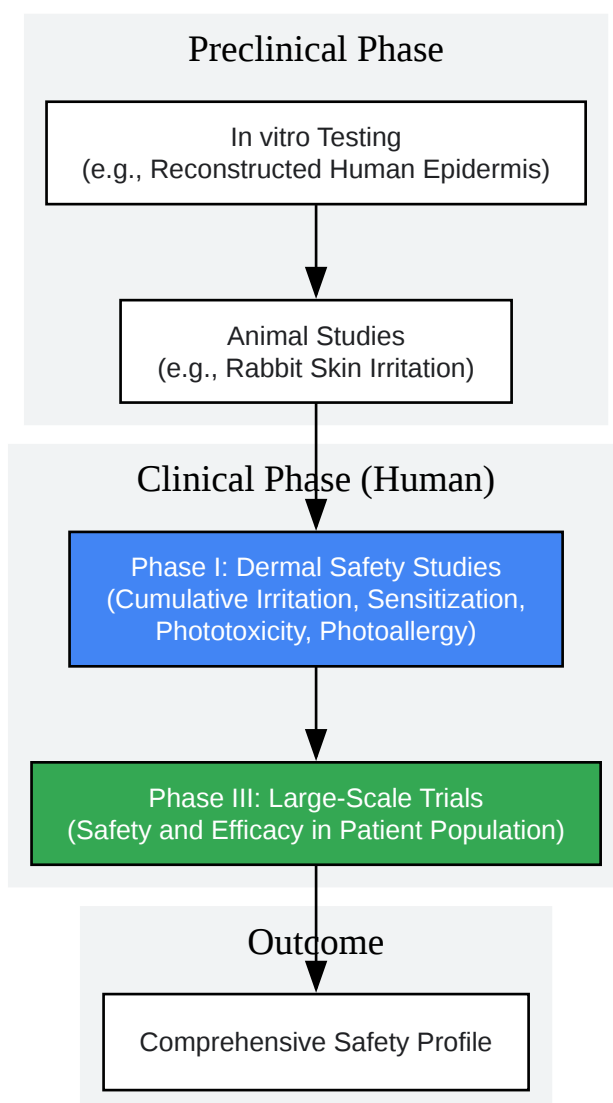 Preclinical Phase
In vitro Testing
(e.g., Reconstructed Human Epidermis)
Animal Studies
(e.g., Rabbit Skin Irritation)
Clinical Phase (Human)
Phase I: Dermal Safety Studies
(Cumulative Irritation, Sensitization,
Phototoxicity, Photoallergy)
Phase III: Large-Scale Trials
(Safety and Efficacy in Patient Population)
Outcome
Comprehensive Safety Profile